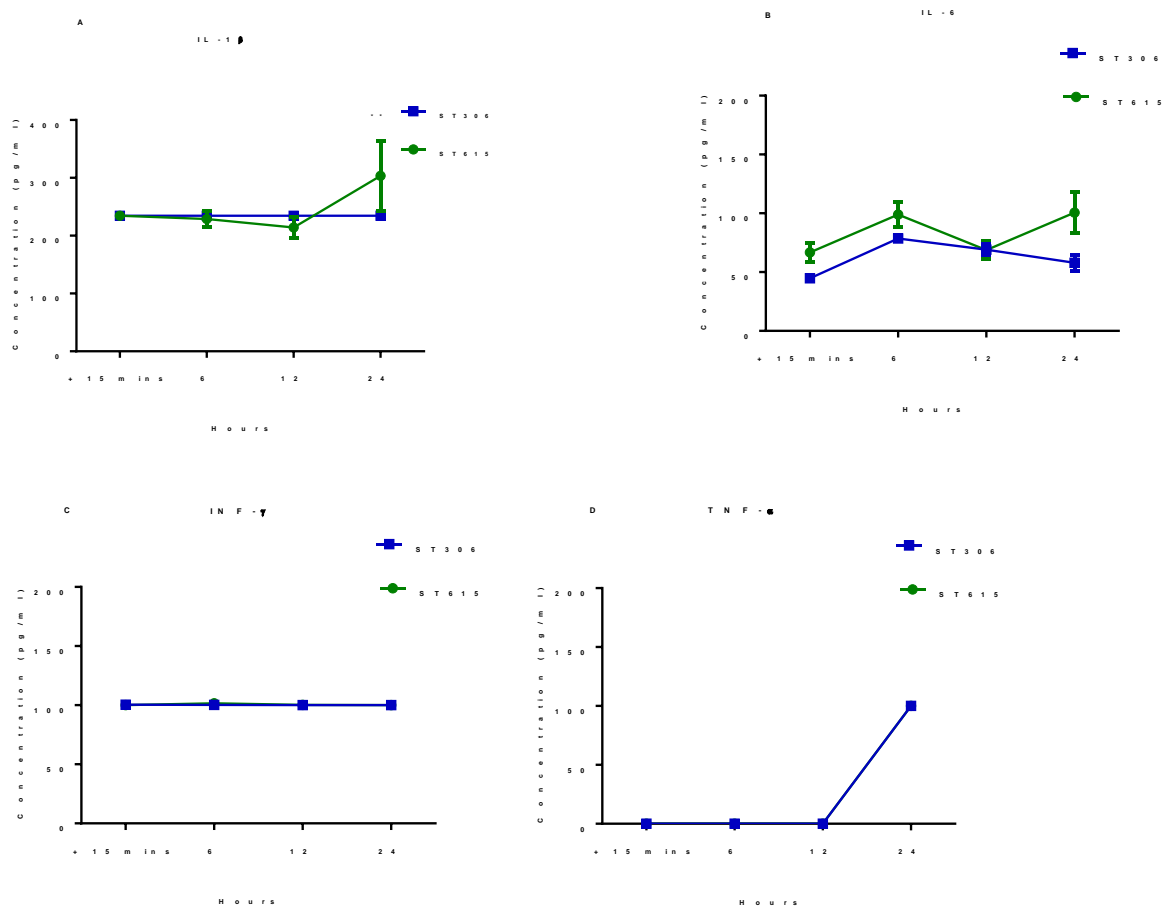 A
IL-1β
ST306
ST615
Concentration (pg/ml)
400
300
200
100
0
+15 mins 6 12 24
Hours
B
IL-6
ST306
ST615
Concentration (pg/ml)
200
150
100
50
0
+15 mins 6 12 24
Hours
C
INF-γ
ST306
ST615
Concentration (pg/ml)
200
150
100
50
0
+15 mins 6 12 24
Hours
D
TNF-α
ST306
ST615
Concentration (pg/ml)
200
150
100
50
0
+15 mins 6 12 24
Hours